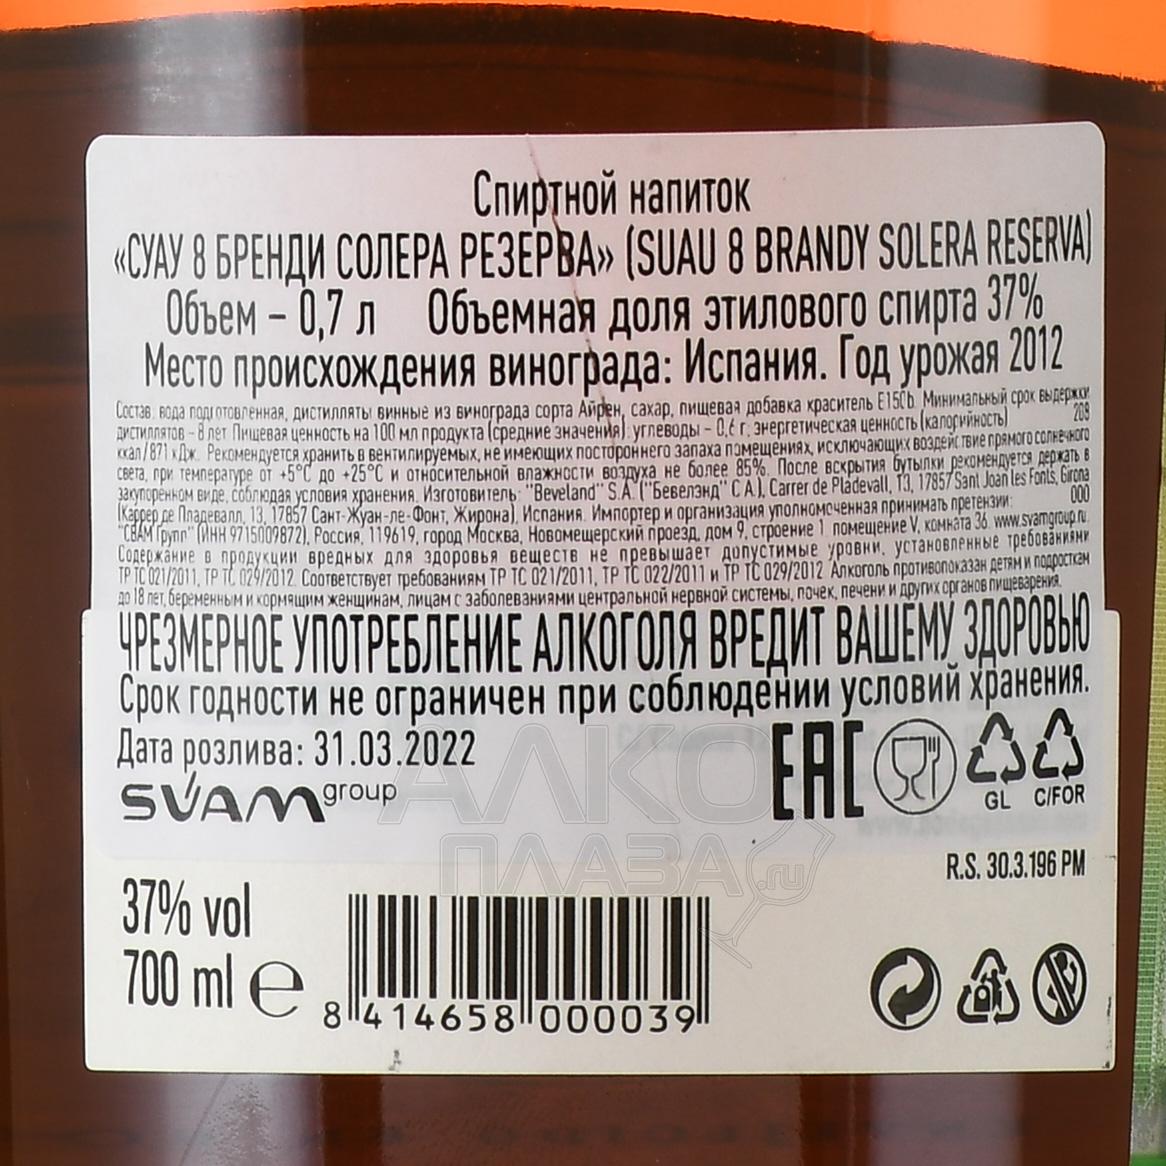 Спиртной напиток
«СУАУ 8 БРЕНДИ СОЛЕРА РЕЗЕРВА» (SUAU 8 BRANDY SOLERA RESERVA)
Объем – 0,7 л Объемная доля этилового спирта 37%
Место происхождения винограда: Испания. Год урожая 2012
Состав: вода подготовленная, дистилляты винные из винограда сорта Айрен, сахар, пищевая добавка краситель E150b. Минимальный срок выдержки
дистиллятов – 8 лет. Пищевая ценность на 100 мл продукта (средние значения): углеводы – 0,6 г; энергетическая ценность (калорийность) 208
ккал/871 кДж. Рекомендуется хранить в вентилируемых, не имеющих постороннего запаха помещениях, исключающих воздействие прямого солнечного
света, при температуре от +5°C до +25°C и относительной влажности воздуха не более 85%. После вскрытия бутылки рекомендуется держать в
закупоренном виде, соблюдая условия хранения. Изготовитель: "Beveland" S.A. ("Бевелэнд" С.А.), Carrer de Pladevall, 13, 17857 Sant Joan les Fonts, Girona
(Каррер де Пладевалл, 13, 17857 Сант-Жуан-ле-Фонт, Жирона), Испания. Импортер и организация уполномоченная принимать претензии: ООО
"СВАМ Групп" (ИНН 9715009872), Россия, 119619, город Москва, Новомещерский проезд, дом 9, строение 1, помещение V, комната 36. www.svamgroup.ru.
Содержание в продукции вредных для здоровья веществ не превышает допустимые уровни, установленные требованиями
ТР ТС 021/2011, ТР ТС 029/2012. Соответствует требованиям ТР ТС 021/2011, ТР ТС 022/2011 и ТР ТС 029/2012. Алкоголь противопоказан детям и подросткам
до 18 лет, беременным и кормящим женщинам, лицам с заболеваниями центральной нервной системы, почек, печени и других органов пищеварения.
ЧРЕЗМЕРНОЕ УПОТРЕБЛЕНИЕ АЛКОГОЛЯ ВРЕДИТ ВАШЕМУ ЗДОРОВЬЮ
Срок годности не ограничен при соблюдении условий хранения.
Дата розлива: 31.03.2022
EAC
GL
C/FOR
SVAM group
АЛКО
ПЛАЗА .ru
R.S. 30.3.196 PM
37% vol
700 ml e
8 414658 000039